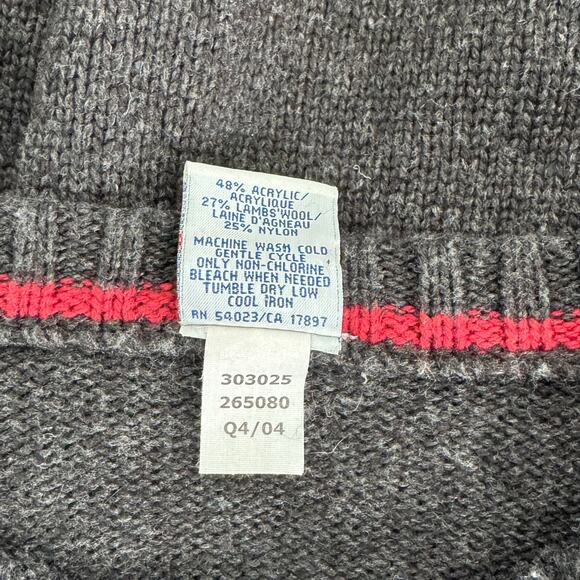 48% ACRYLIC/
ACRYLIQUE
27% LAMBS'WOOL/
LAINE D'AGNEAU
25% NYLON
MACHINE WASH COLD
GENTLE CYCLE
ONLY NON-CHLORINE
BLEACH WHEN NEEDED
TUMBLE DRY LOW
COOL IRON
RN 54023/CA 17897
303025
265080
Q4/04